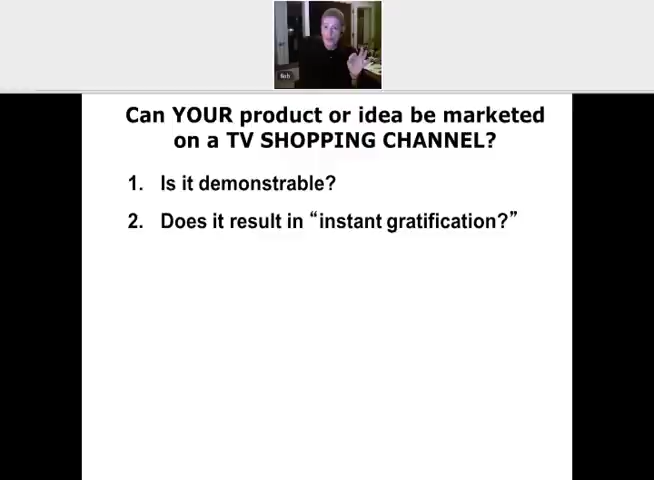 Can YOUR product or idea be marketed
on a TV SHOPPING CHANNEL?
1. Is it demonstrable?
2. Does it result in “instant gratification?”